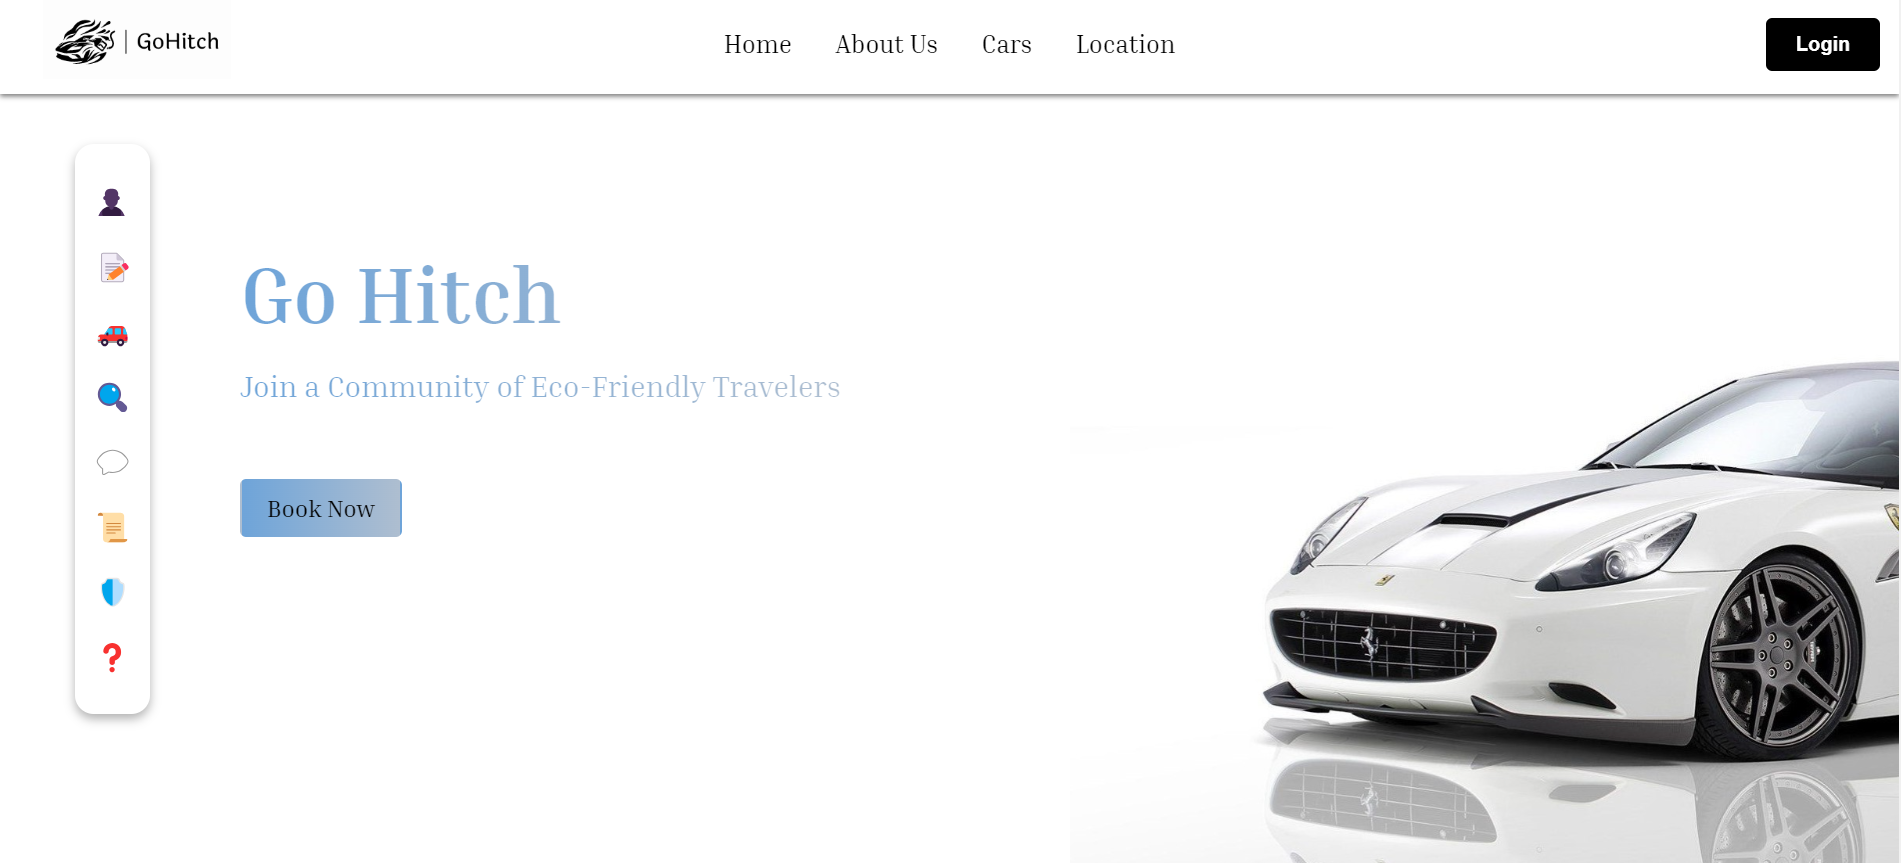 GoHitch
Home About Us Cars Location
Login
Go Hitch
Join a Community of Eco-Friendly Travelers
Book Now